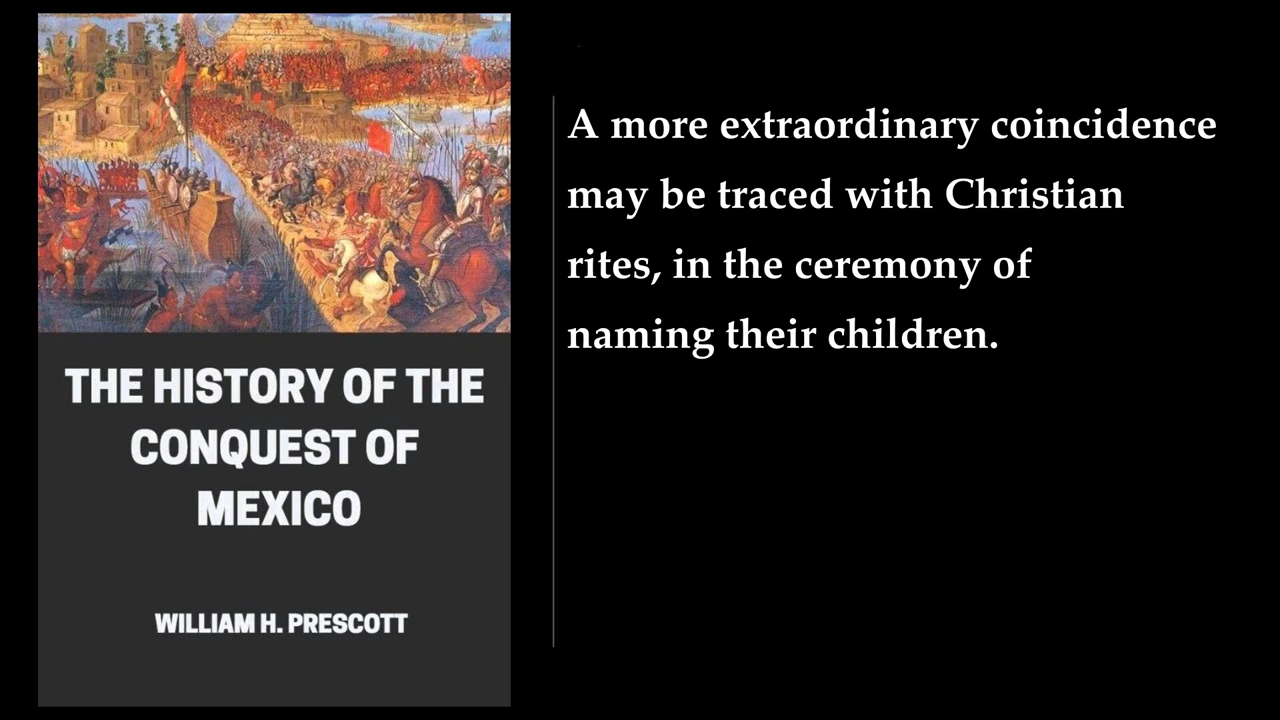 THE HISTORY OF THE
CONQUEST OF
MEXICO
WILLIAM H. PRESCOTT
A more extraordinary coincidence
may be traced with Christian
rites, in the ceremony of
naming their children.